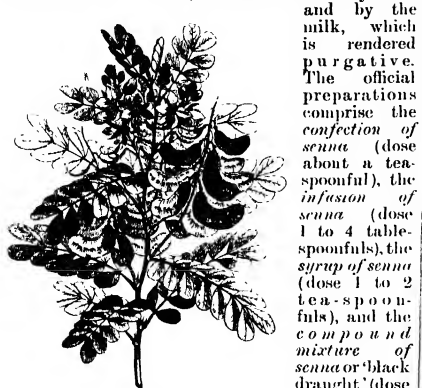 and by the
milk, which
is rendered
purgative.
The official
preparations
comprise the
confection of
senna (dose
about a tea-
spoonful), the
infusion of
senna (dose
1 to 4 table-
spoonfuls), the
syrup of senna
(dose 1 to 2
tea-spoon-
fuls), and the
compound
mixture of
senna or 'black
draught' (dose